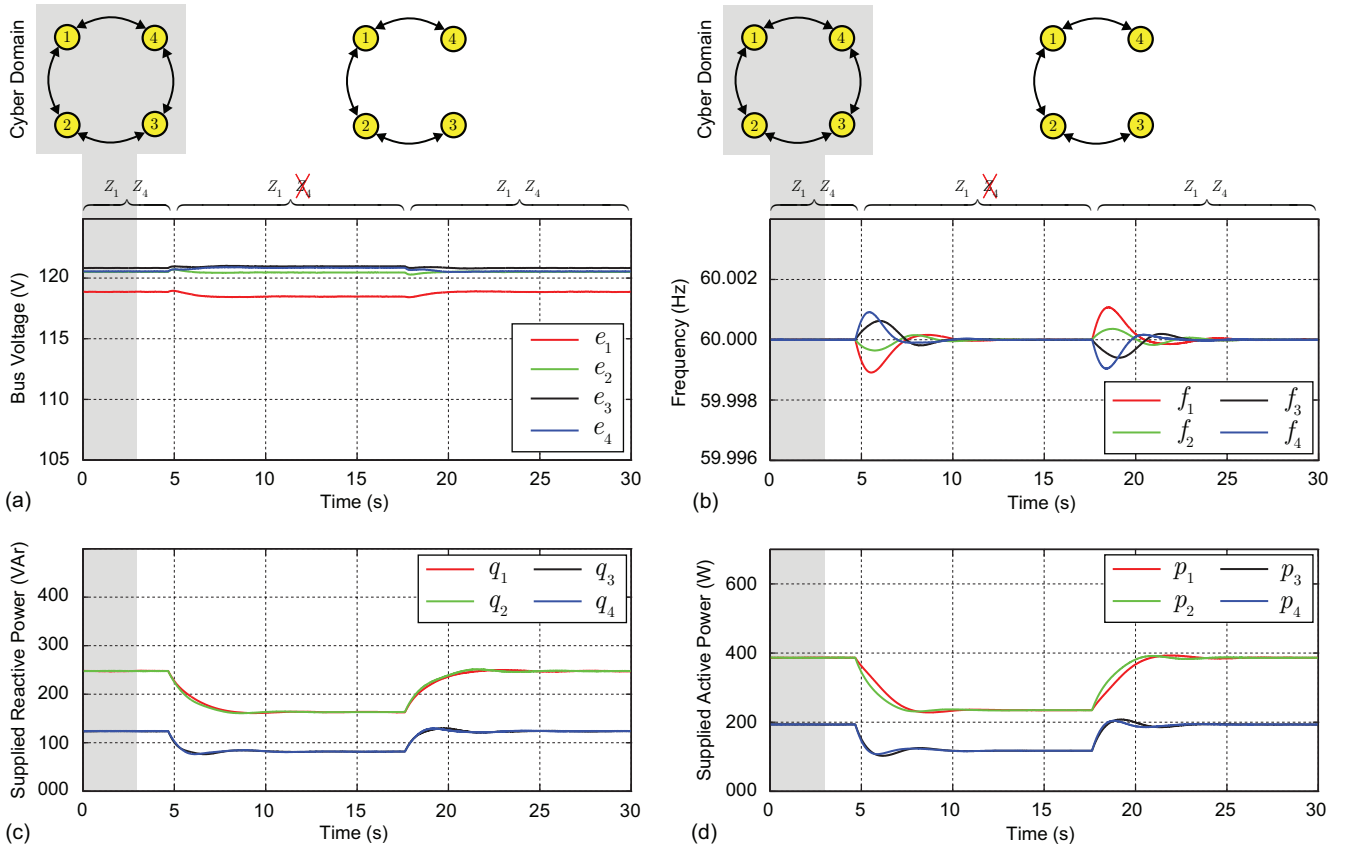 Cyber Domain
1 4
2 3
1 4
2 3
Z1 Z4
Z1 Z4
Z1 Z4
Bus Voltage (V)
120
115
110
105
e1
e2
e3
e4
0 5 10 15 20 25 30
Time (s)
(a)
Cyber Domain
1 4
2 3
1 4
2 3
Z1 Z4
Z1 Z4
Z1 Z4
Frequency (Hz)
60.002
60.000
59.998
59.996
f1 f3
f2 f4
0 5 10 15 20 25 30
Time (s)
(b)
Supplied Reactive Power (VAr)
400
300
200
100
000
q1 q3
q2 q4
0 5 10 15 20 25 30
Time (s)
(c)
Supplied Active Power (W)
600
400
200
000
p1 p3
p2 p4
0 5 10 15 20 25 30
Time (s)
(d)